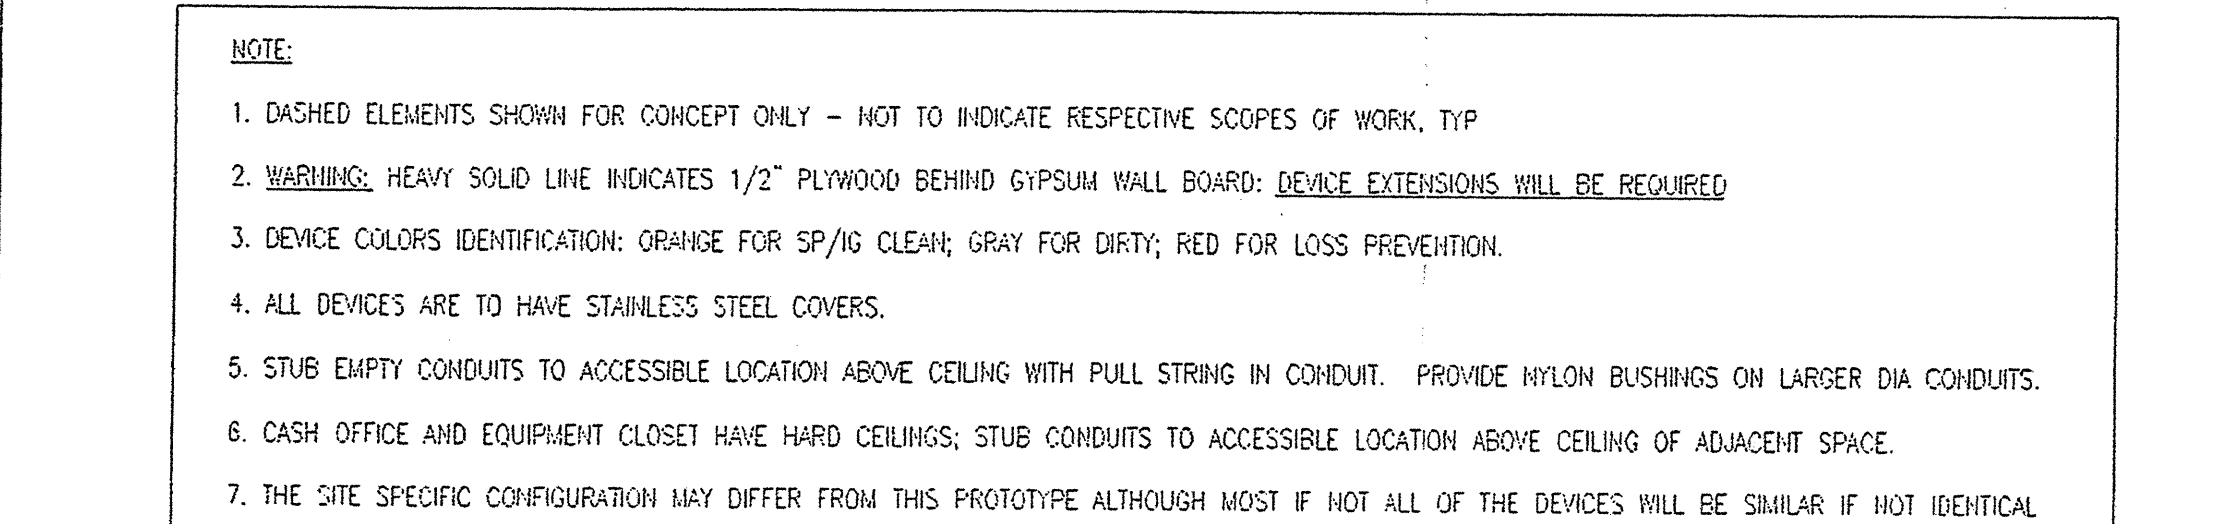 NOTE:
1. DASHED ELEMENTS SHOWN FOR CONCEPT ONLY – NOT TO INDICATE RESPECTIVE SCOPES OF WORK, TYP
2. WARNING: HEAVY SOLID LINE INDICATES 1/2" PLYWOOD BEHIND GYPSUM WALL BOARD: DEVICE EXTENSIONS WILL BE REQUIRED
3. DEVICE COLORS IDENTIFICATION: ORANGE FOR SP/IG CLEAN; GRAY FOR DIRTY; RED FOR LOSS PREVENTION.
4. ALL DEVICES ARE TO HAVE STAINLESS STEEL COVERS.
5. STUB EMPTY CONDUITS TO ACCESSIBLE LOCATION ABOVE CEILING WITH PULL STRING IN CONDUIT. PROVIDE NYLON BUSHINGS ON LARGER DIA CONDUITS.
6. CASH OFFICE AND EQUIPMENT CLOSET HAVE HARD CEILINGS; STUB CONDUITS TO ACCESSIBLE LOCATION ABOVE CEILING OF ADJACENT SPACE.
7. THE SITE SPECIFIC CONFIGURATION MAY DIFFER FROM THIS PROTOTYPE ALTHOUGH MOST IF NOT ALL OF THE DEVICES WILL BE SIMILAR IF NOT IDENTICAL